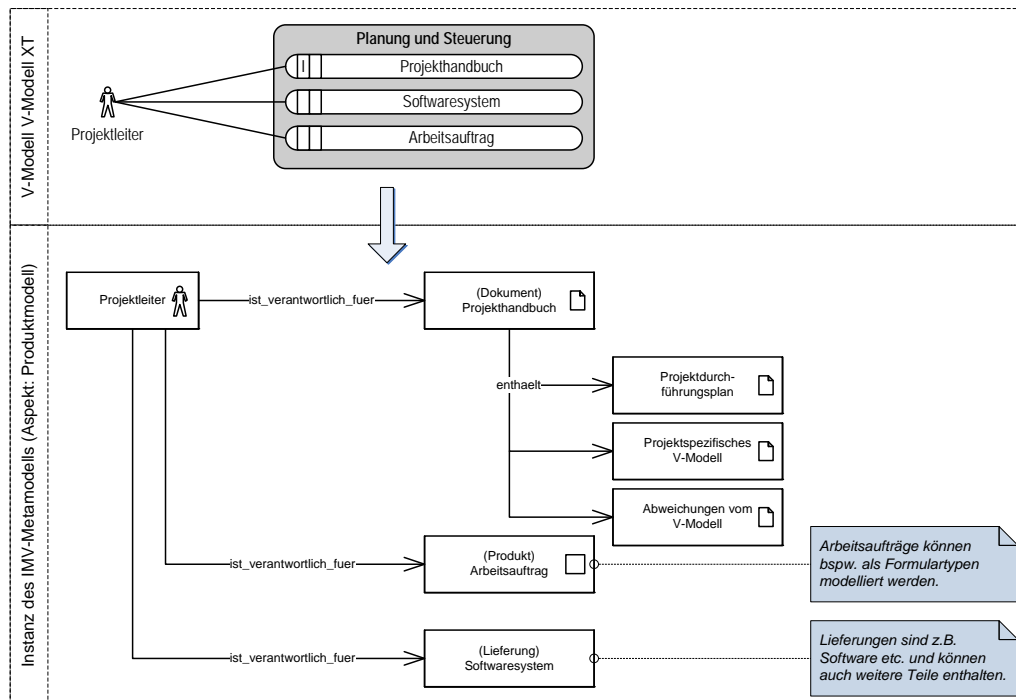 V-Modell V-Modell XT
Planung und Steuerung
Projekthandbuch
Softwaresystem
Arbeitsauftrag
Projektleiter
Instanz des IMV-Metamodells (Aspekt: Produktmodell)
Projektleiter
ist_verantwortlich_fuer
(Dokument)
Projekthandbuch
enthaelt
Projektdurch-
führungsplan
Projektspezifisches
V-Modell
Abweichungen vom
V-Modell
ist_verantwortlich_fuer
(Produkt)
Arbeitsauftrag
Arbeitsaufträge können
bspw. als Formulartypen
modelliert werden.
ist_verantwortlich_fuer
(Lieferung)
Softwaresystem
Lieferungen sind z.B.
Software etc. und können
auch weitere Teile enthalten.